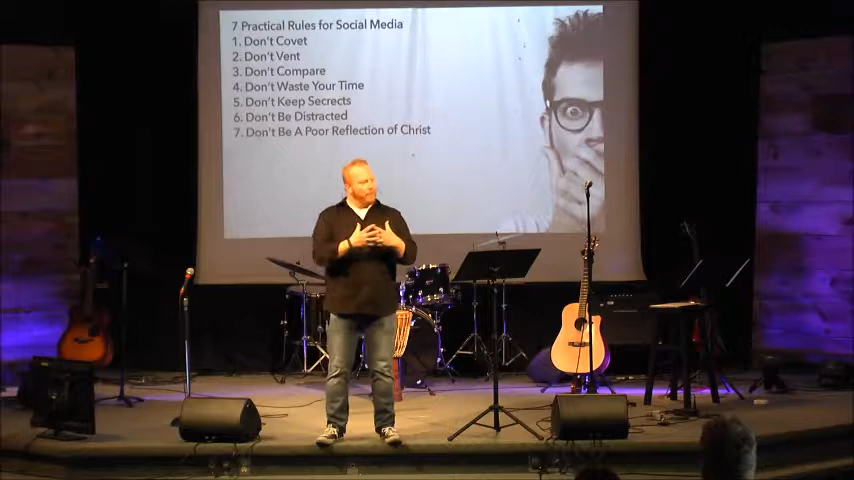 7 Practical Rules for Social Media
1. Don't Covet
2. Don't Vent
3. Don't Compare
4. Don't Waste Your Time
5. Don't Keep Secrects
6. Don't Be Distracted
7. Don't Be A Poor Reflection of Christ